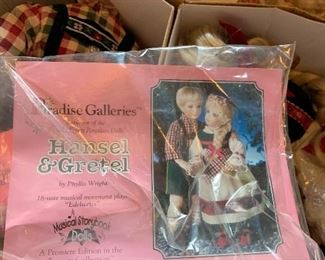 Paradise Galleries
Hansel
& Gretel
by Phyllis Wright
18-note musical movement plays
"Edelweiss"
Musical Storybook
Dolls
A Premiere Edition in the